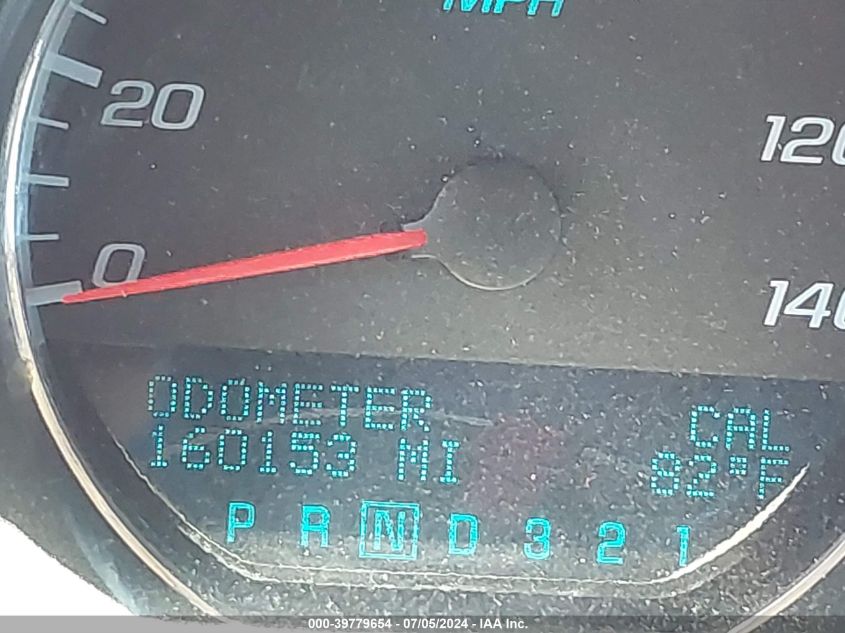 MPH
20
120
0
140
ODOMETER
160153 MI
CAL
82°F
P R N D 3 2 1
000-39779654 - 07/05/2024 - IAA Inc.